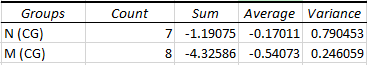 Groups Count Sum Average Variance
N (CG) 7 -1.19075 -0.17011 0.790453
M (CG) 8 -4.32586 -0.54073 0.246059